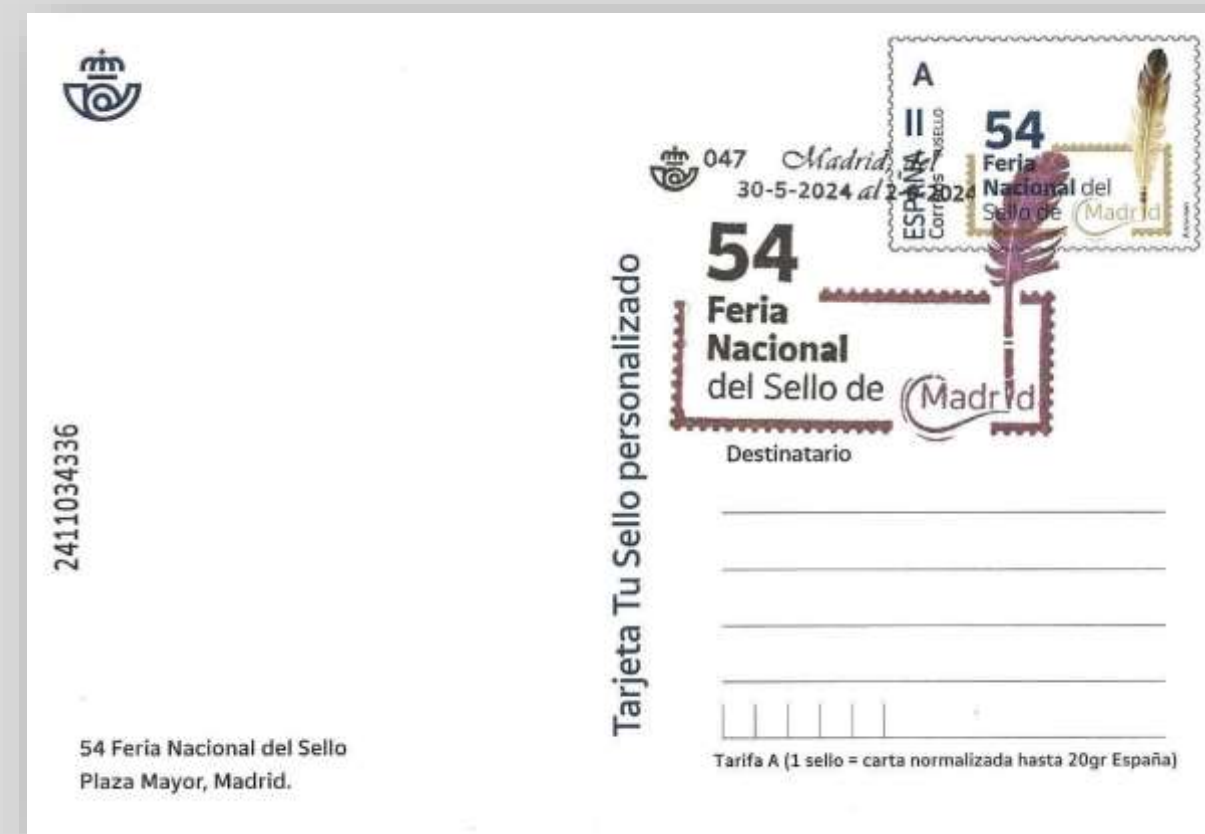 A
ESPAÑA II
Correos TUSELLO
54
Feria
Nacional del
Sello de Madrid
047 Madrid, del
30-5-2024 al 2-6-2024
54
Feria
Nacional
del Sello de Madrid
Tarjeta Tu Sello personalizado
2411034336
Destinatario
54 Feria Nacional del Sello
Plaza Mayor, Madrid.
Tarifa A (1 sello = carta normalizada hasta 20gr España)